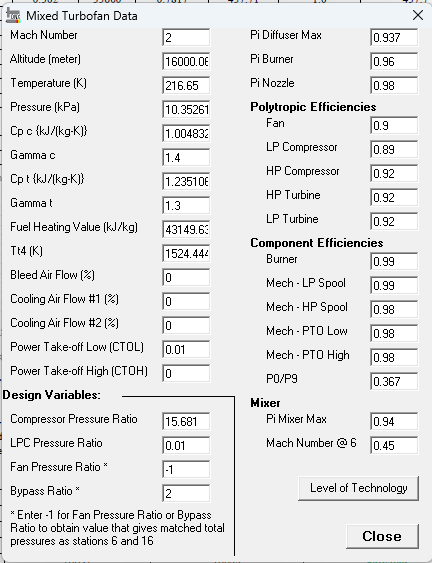 Mixed Turbofan Data
Mach Number 2
Altitude (meter) 16000.0
Temperature (K) 216.65
Pressure (kPa) 10.35261
Cp c {kJ/(kg-K)} 1.004832
Gamma c 1.4
Cp t {kJ/(kg-K)} 1.235106
Gamma t 1.3
Fuel Heating Value (kJ/kg) 43149.63
Tt4 (K) 1524.444
Bleed Air Flow (%) 0
Cooling Air Flow #1 (%) 0
Cooling Air Flow #2 (%) 0
Power Take-off Low (CTOL) 0.01
Power Take-off High (CTOH) 0
Design Variables:
Compressor Pressure Ratio 15.681
LPC Pressure Ratio 0.01
Fan Pressure Ratio * -1
Bypass Ratio * 2
* Enter -1 for Fan Pressure Ratio or Bypass
Ratio to obtain value that gives matched total
pressures as stations 6 and 16
Pi Diffuser Max 0.937
Pi Burner 0.96
Pi Nozzle 0.98
Polytropic Efficiencies
Fan 0.9
LP Compressor 0.89
HP Compressor 0.92
HP Turbine 0.92
LP Turbine 0.92
Component Efficiencies
Burner 0.99
Mech - LP Spool 0.99
Mech - HP Spool 0.98
Mech - PTO Low 0.98
Mech - PTO High 0.98
P0/P9 0.367
Mixer
Pi Mixer Max 0.94
Mach Number @ 6 0.45
Level of Technology
Close